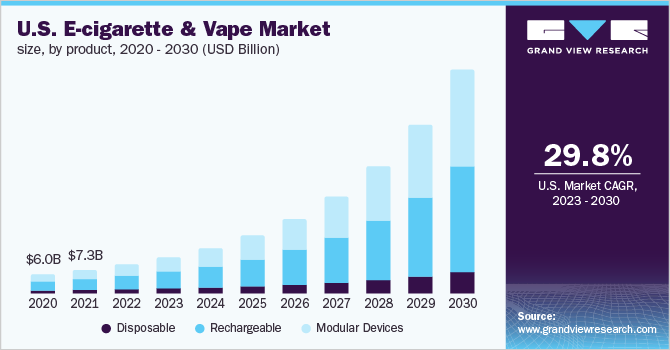 U.S. E-cigarette & Vape Market
size, by product, 2020 - 2030 (USD Billion)
GRAND VIEW RESEARCH
29.8%
U.S. Market CAGR,
2023 - 2030
$6.0B $7.3B
2020 2021 2022 2023 2024 2025 2026 2027 2028 2029 2030
Disposable Rechargeable Modular Devices
Source:
www.grandviewresearch.com